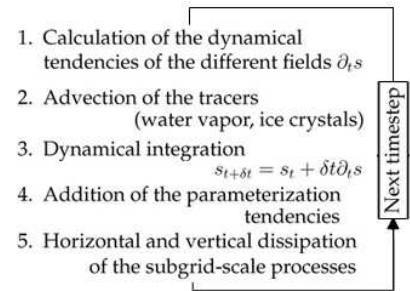 1. Calculation of the dynamical
tendencies of the different fields ∂ₜs
2. Advection of the tracers
(water vapor, ice crystals)
3. Dynamical integration
sₜ₊δₜ = sₜ + δt∂ₜs
4. Addition of the parameterization
tendencies
5. Horizontal and vertical dissipation
of the subgrid-scale processes
Next timestep